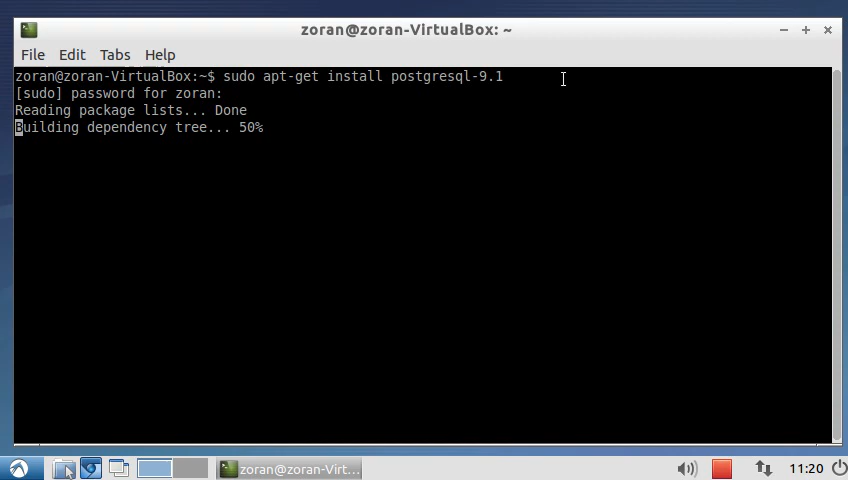 zoran@zoran-VirtualBox: ~
File Edit Tabs Help
zoran@zoran-VirtualBox:~$ sudo apt-get install postgresql-9.1
[sudo] password for zoran:
Reading package lists... Done
Building dependency tree... 50%
zoran@zoran-Virt...
11:20